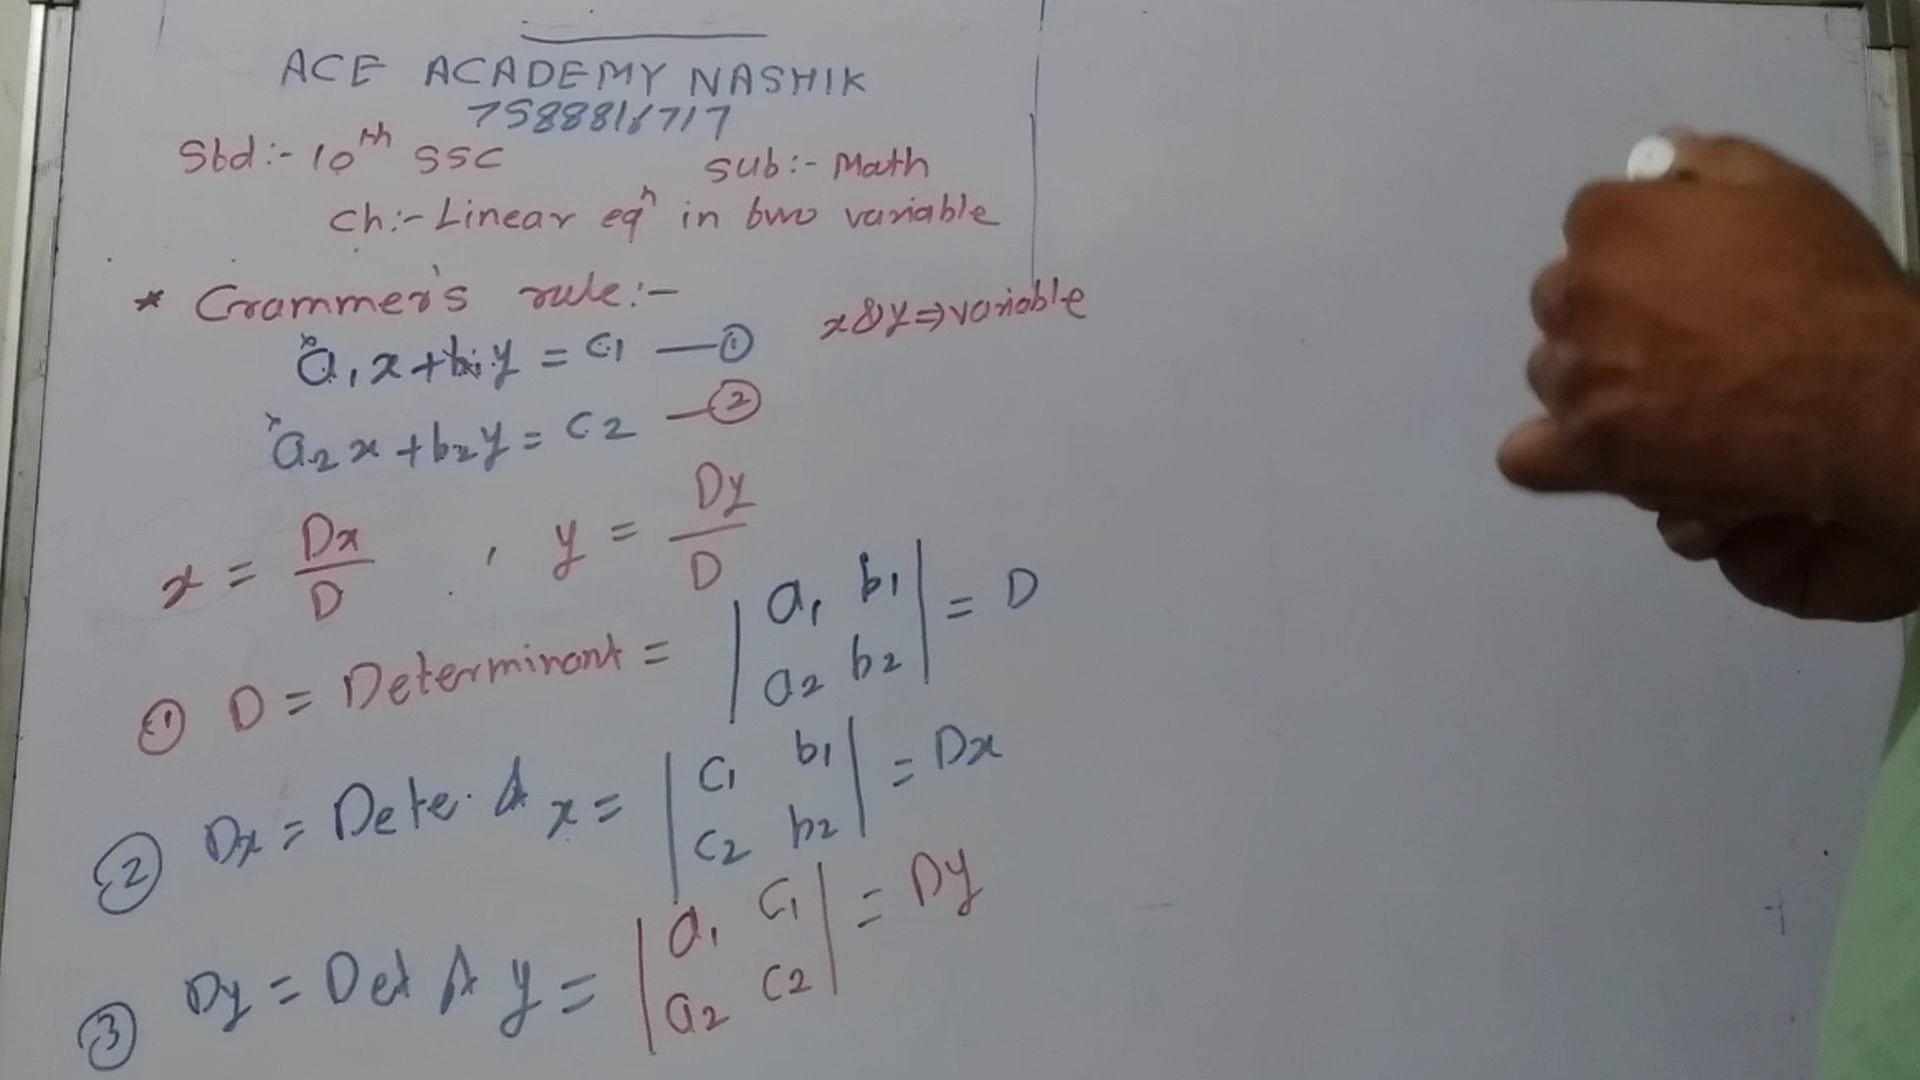 ACE ACADEMY NASHIK
7588816717
Std:- 10th SSC Sub:- Math
Ch:- Linear eqn in two variable
* Crammer's rule:-
x & y ⇒ variable
a1x + b1y = c1 — ①
a2x + b2y = c2 — ②
x = Dx/D , y = Dy/D
① D = Determinant = | a1 b1 | = D
| a2 b2 |
② Dx = Dete. A x = | c1 b1 | = Dx
| c2 b2 |
③ Dy = Det A y = | a1 c1 | = Dy
| a2 c2 |